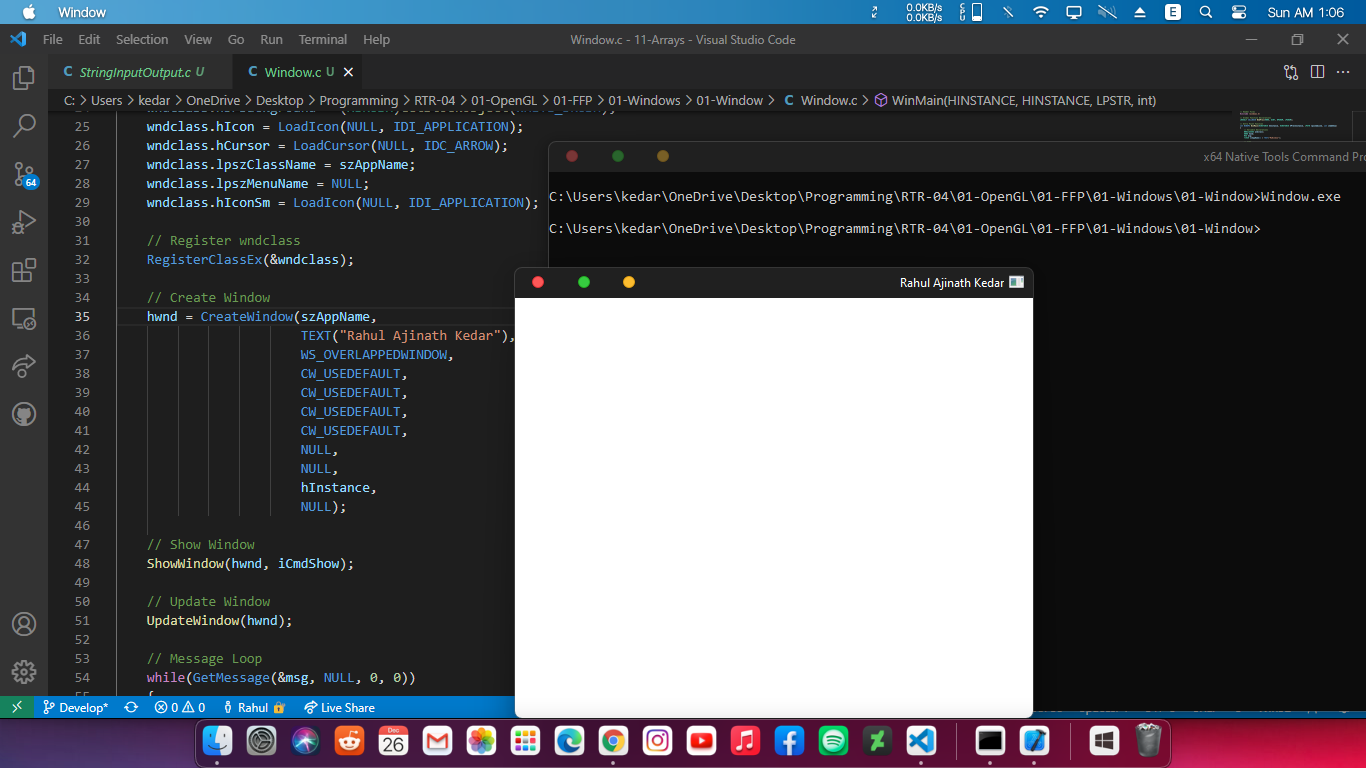 Window
0.0KB/s
0.0KB/s
CPU
E
Sun AM 1:06
File Edit Selection View Go Run Terminal Help
Window.c - 11-Arrays - Visual Studio Code
C StringInputOutput.c U
C Window.c U
C: > Users > kedar > OneDrive > Desktop > Programming > RTR-04 > 01-OpenGL > 01-FFP > 01-Windows > 01-Window > C Window.c > WinMain(HINSTANCE, HINSTANCE, LPSTR, int)
25 wndclass.hIcon = LoadIcon(NULL, IDI_APPLICATION);
26 wndclass.hCursor = LoadCursor(NULL, IDC_ARROW);
27 wndclass.lpszClassName = szAppName;
28 wndclass.lpszMenuName = NULL;
29 wndclass.hIconSm = LoadIcon(NULL, IDI_APPLICATION);
30
31 // Register wndclass
32 RegisterClassEx(&wndclass);
33
34 // Create Window
35 hwnd = CreateWindow(szAppName,
36 TEXT("Rahul Ajinath Kedar"),
37 WS_OVERLAPPEDWINDOW,
38 CW_USEDEFAULT,
39 CW_USEDEFAULT,
40 CW_USEDEFAULT,
41 CW_USEDEFAULT,
42 NULL,
43 NULL,
44 hInstance,
45 NULL);
46
47 // Show Window
48 ShowWindow(hwnd, iCmdShow);
49
50 // Update Window
51 UpdateWindow(hwnd);
52
53 // Message Loop
54 while(GetMessage(&msg, NULL, 0, 0))
55 {
64
x64 Native Tools Command Pro
C:\Users\kedar\OneDrive\Desktop\Programming\RTR-04\01-OpenGL\01-FFP\01-Windows\01-Window>Window.exe
C:\Users\kedar\OneDrive\Desktop\Programming\RTR-04\01-OpenGL\01-FFP\01-Windows\01-Window>
Rahul Ajinath Kedar
Develop* 0 0 Rahul Live Share
Dec
26